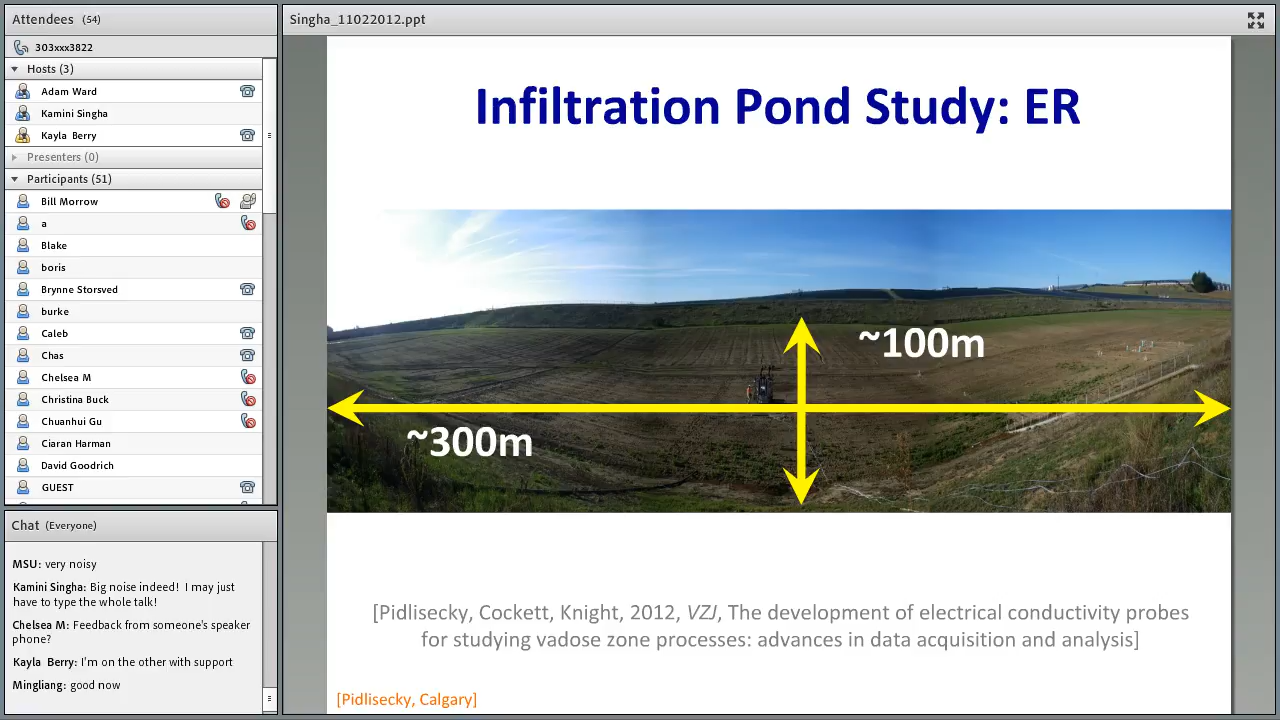 Attendees (54)
303xxx3822
Hosts (3)
Adam Ward
Kamini Singha
Kayla Berry
Presenters (0)
Participants (51)
Bill Morrow
a
Blake
boris
Brynne Storsved
burke
Caleb
Chas
Chelsea M
Christina Buck
Chuanhui Gu
Ciaran Harman
David Goodrich
GUEST
Chat (Everyone)
MSU: very noisy
Kamini Singha: Big noise indeed! I may just
have to type the whole talk!
Chelsea M: Feedback from someone's speaker
phone?
Kayla Berry: I'm on the other with support
Mingliang: good now
Singha_11022012.ppt
Infiltration Pond Study: ER
~100m
~300m
[Pidlisecky, Cockett, Knight, 2012, VZJ, The development of electrical conductivity probes
for studying vadose zone processes: advances in data acquisition and analysis]
[Pidlisecky, Calgary]